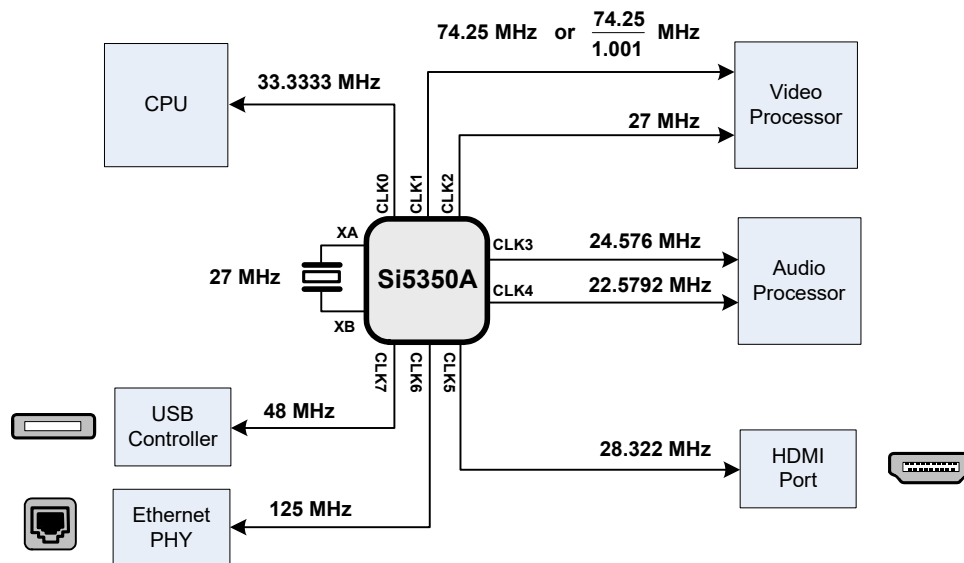 74.25 MHz or 74.25 / 1.001 MHz
CPU
33.3333 MHz
Video
Processor
27 MHz
CLK0
CLK1
CLK2
XA
27 MHz
XB
Si5350A
CLK3
24.576 MHz
CLK4
22.5792 MHz
Audio
Processor
CLK7
CLK6
CLK5
USB
Controller
48 MHz
28.322 MHz
HDMI
Port
Ethernet
PHY
125 MHz